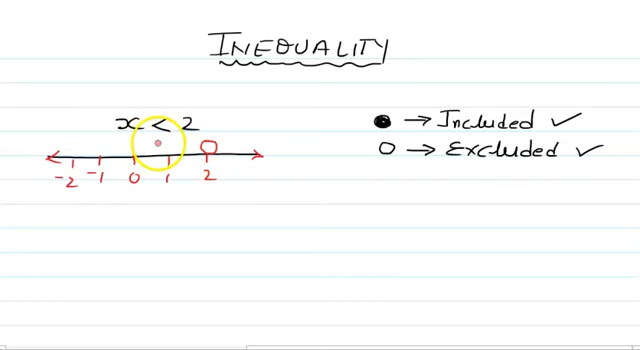 INEQUALITY
x < 2
-2 -1 0 1 2
● → Included ✓
○ → Excluded ✓